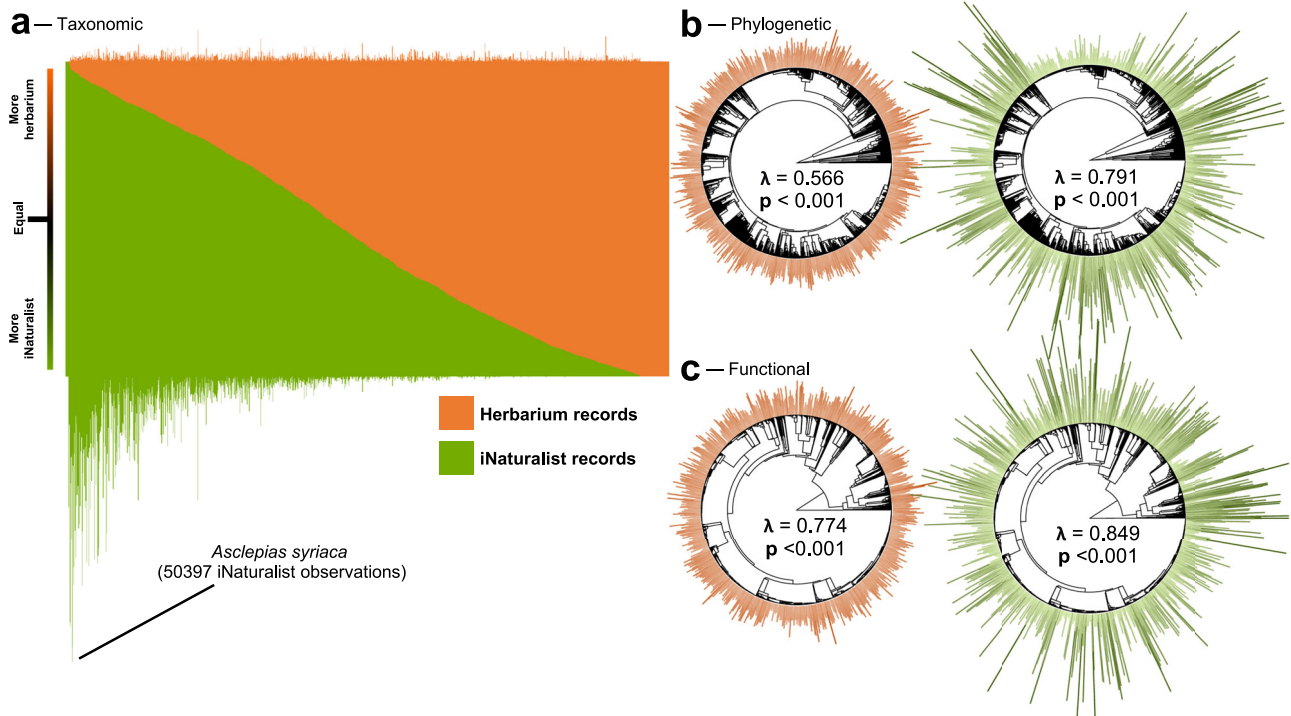 a — Taxonomic
More
herbarium
Equal
More
iNaturalist
Herbarium records
iNaturalist records
Asclepias syriaca
(50397 iNaturalist observations)
b — Phylogenetic
λ = 0.566
p < 0.001
λ = 0.791
p < 0.001
c — Functional
λ = 0.774
p <0.001
λ = 0.849
p <0.001